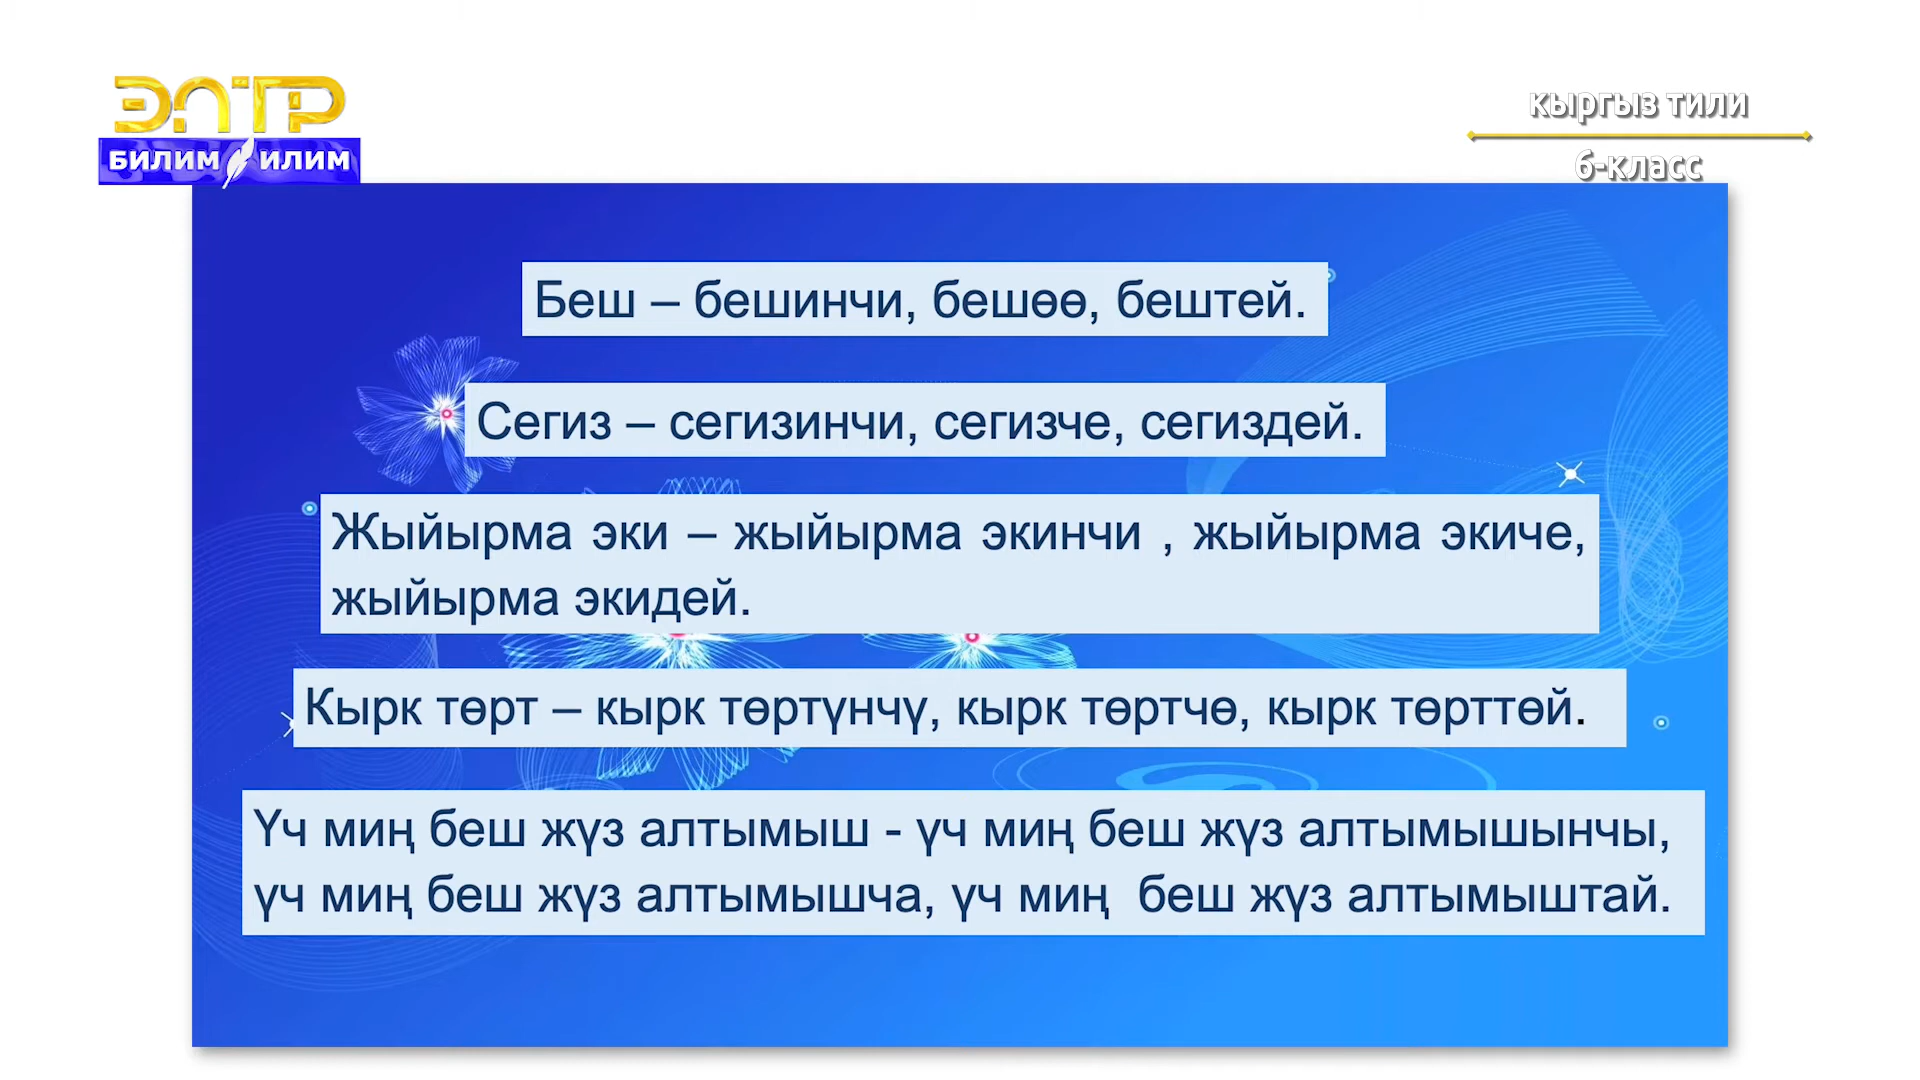 ЭЛТР
БИЛИМ ИЛИМ
кыргыз тили
6-класс
Беш – бешинчи, бешөө, бештей.
Сегиз – сегизинчи, сегизче, сегиздей.
Жыйырма эки – жыйырма экинчи , жыйырма экиче,
жыйырма экидей.
Кырк төрт – кырк төртүнчү, кырк төртчө, кырк төрттөй.
Үч миң беш жүз алтымыш - үч миң беш жүз алтымышынчы,
үч миң беш жүз алтымышча, үч миң беш жүз алтымыштай.